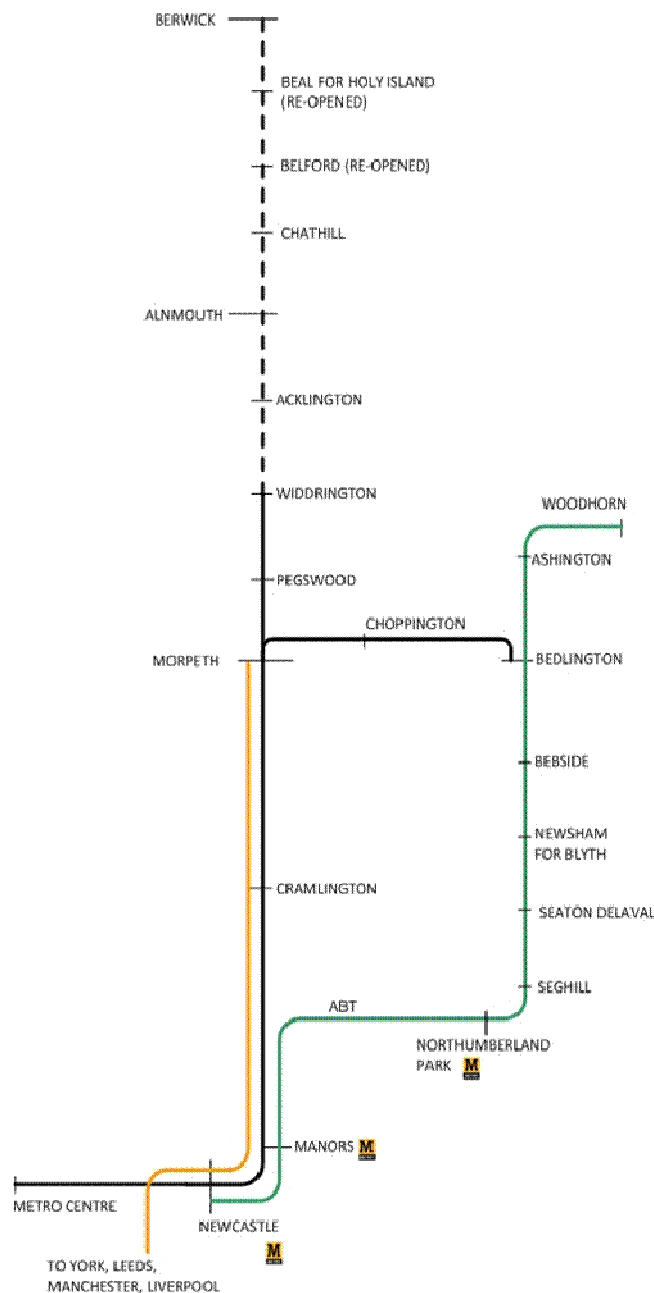 BERWICK
BEAL FOR HOLY ISLAND
(RE-OPENED)
BELFORD (RE-OPENED)
CHATHILL
ALNMOUTH
ACKLINGTON
WIDDRINGTON
WOODHORN
ASHINGTON
PEGSWOOD
CHOPPINGTON
MORPETH
BEDLINGTON
BEBSIDE
NEWSHAM
FOR BLYTH
CRAMLINGTON
SEATON DELAVAL
SEGHILL
ABT
NORTHUMBERLAND
PARK M
MANORS M
METRO CENTRE
NEWCASTLE
M
TO YORK, LEEDS,
MANCHESTER, LIVERPOOL